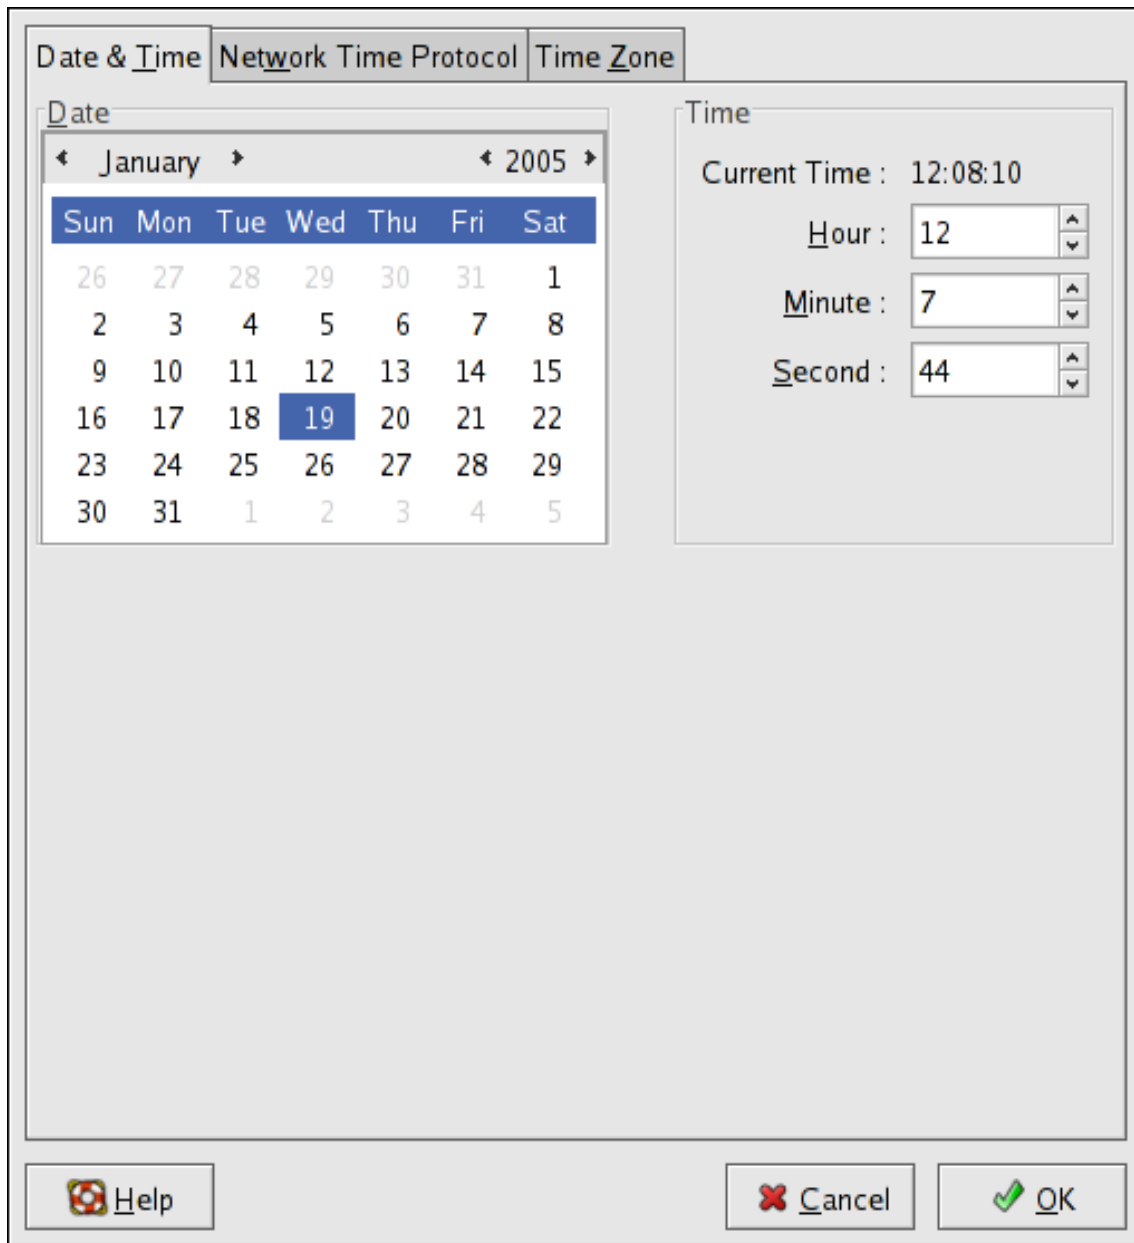 Date & Time Network Time Protocol Time Zone
Date
January 2005
Sun Mon Tue Wed Thu Fri Sat
26 27 28 29 30 31 1
2 3 4 5 6 7 8
9 10 11 12 13 14 15
16 17 18 19 20 21 22
23 24 25 26 27 28 29
30 31 1 2 3 4 5
Time
Current Time : 12:08:10
Hour : 12
Minute : 7
Second : 44
Help Cancel OK